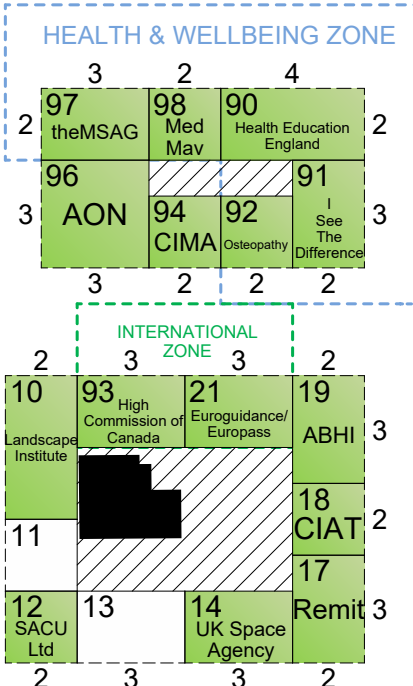 HEALTH & WELLBEING ZONE
3 2 4
2 97 98 90 2
theMSAG Med Health Education
Mav England
96 91
3 AON 94 92 I 3
CIMA Osteopathy See
The
Difference
3 2 2 2
INTERNATIONAL
ZONE
2 3 3 2
10 93 21 19
Landscape High Euroguidance/ ABHI 3
Institute Commission of Europass
Canada
18
11 CIAT 2
17
12 13 14 Remit 3
SACU UK Space
Ltd Agency
2 3 3 2